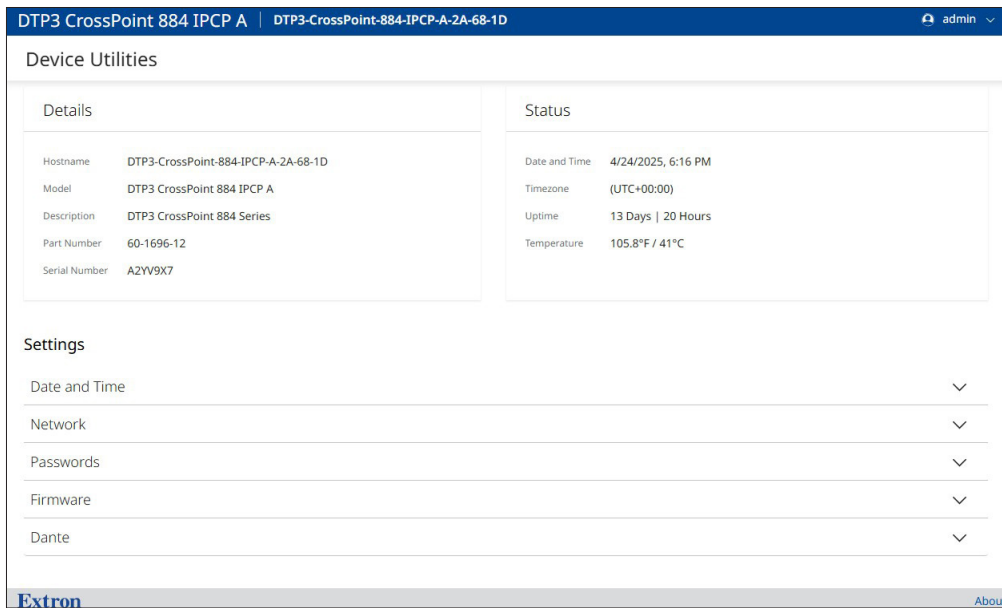 DTP3 CrossPoint 884 IPCP A | DTP3-CrossPoint-884-IPCP-A-2A-68-1D admin
Device Utilities
Details
Hostname DTP3-CrossPoint-884-IPCP-A-2A-68-1D
Model DTP3 CrossPoint 884 IPCP A
Description DTP3 CrossPoint 884 Series
Part Number 60-1696-12
Serial Number A2YV9X7
Status
Date and Time 4/24/2025, 6:16 PM
Timezone (UTC+00:00)
Uptime 13 Days | 20 Hours
Temperature 105.8°F / 41°C
Settings
Date and Time
Network
Passwords
Firmware
Dante
Extron Abou